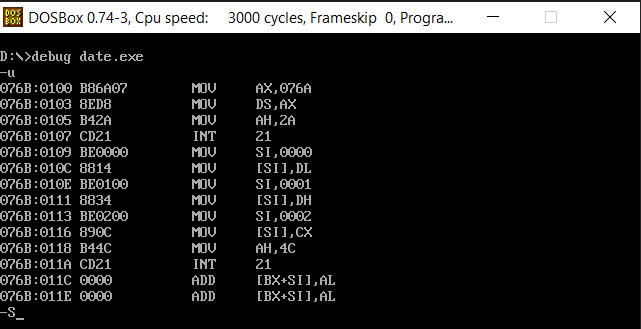 DOS
BOX
DOSBox 0.74-3, Cpu speed: 3000 cycles, Frameskip 0, Progra...
D:\>debug date.exe
-u
076B:0100 B86A07 MOV AX,076A
076B:0103 8ED8 MOV DS,AX
076B:0105 B42A MOV AH,2A
076B:0107 CD21 INT 21
076B:0109 BE0000 MOV SI,0000
076B:010C 8814 MOV [SI],DL
076B:010E BE0100 MOV SI,0001
076B:0111 8834 MOV [SI],DH
076B:0113 BE0200 MOV SI,0002
076B:0116 890C MOV [SI],CX
076B:0118 B44C MOV AH,4C
076B:011A CD21 INT 21
076B:011C 0000 ADD [BX+SI],AL
076B:011E 0000 ADD [BX+SI],AL
-S_